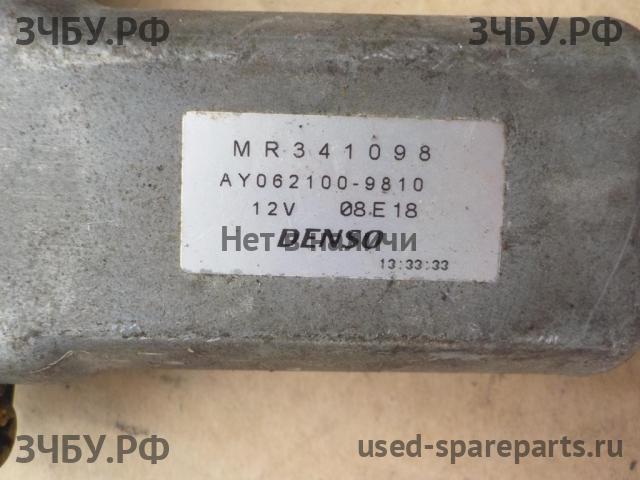 ЗЧБУ.РФ ЗЧБУ.РФ
MR341098
AY062100-9810
12V 08E18
DENSO
Нет в наличи
13:33:33
ЗЧБУ.РФ
used-spareparts.ru